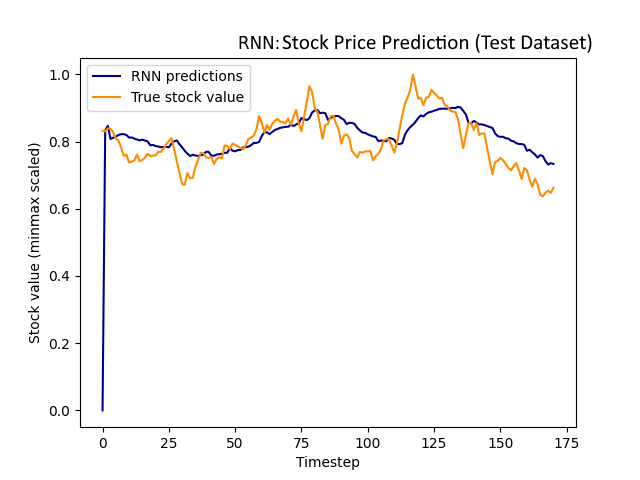 RNN: Stock Price Prediction (Test Dataset)
RNN predictions
True stock value
Stock value (minmax scaled)
1.0
0.8
0.6
0.4
0.2
0.0
0 25 50 75 100 125 150 175
Timestep